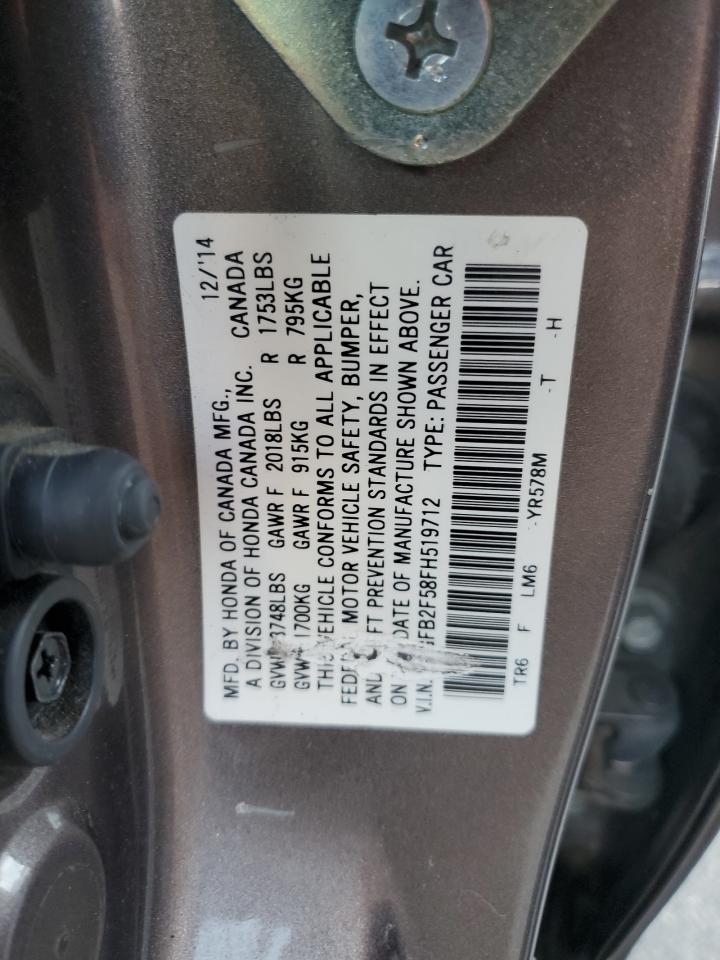 12/'14
MFD. BY HONDA OF CANADA MFG.,
A DIVISION OF HONDA CANADA INC. CANADA
3748LBS GAWR F 2018LBS R 1753LBS
1700KG GAWR F 915KG R 795KG
VEHICLE CONFORMS TO ALL APPLICABLE
MOTOR VEHICLE SAFETY, BUMPER,
AND PREVENTION STANDARDS IN EFFECT
ON DATE OF MANUFACTURE SHOWN ABOVE.
V.I.N. FB2F58FH519712 TYPE: PASSENGER CAR
TR6 F LM6 -YR578M -T -H